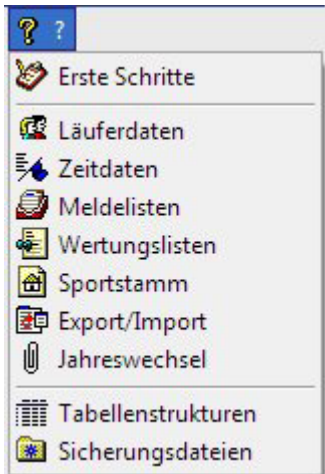 ? ?
Erste Schritte
Läuferdaten
Zeitdaten
Meldelisten
Wertungslisten
Sportstamm
Export/Import
Jahreswechsel
Tabellenstrukturen
Sicherungsdateien